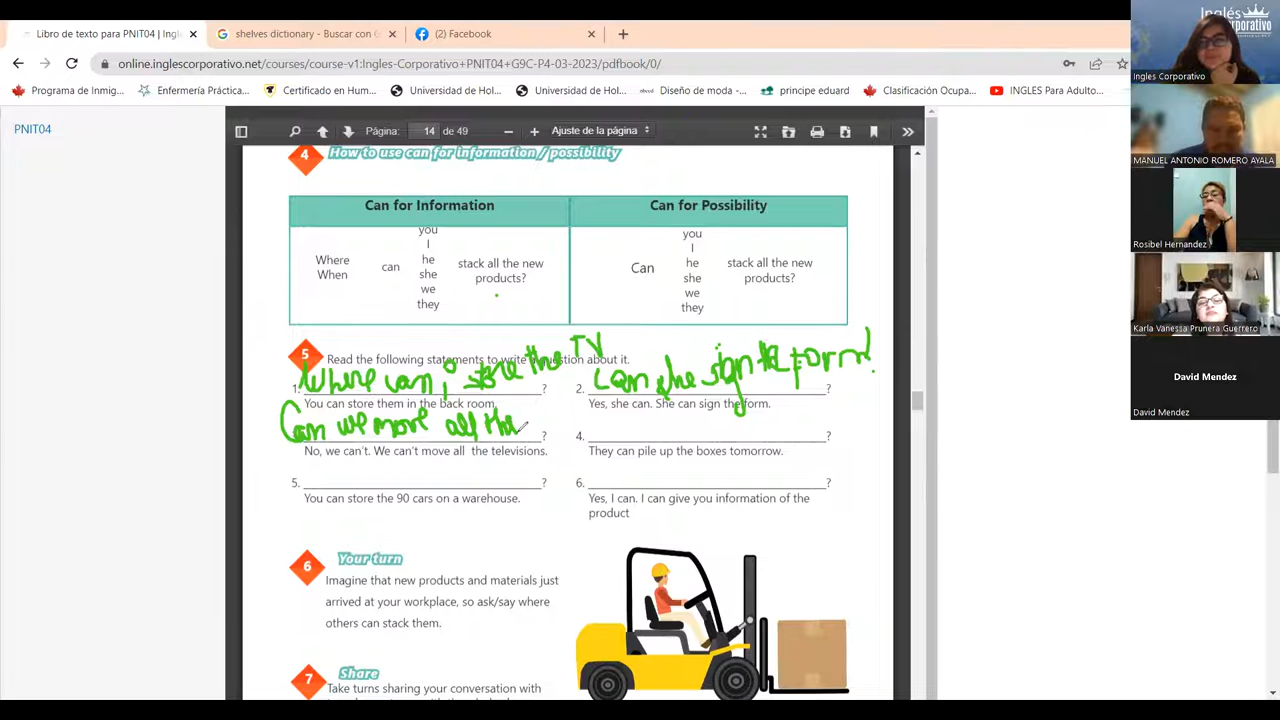 Libro de texto para PNIT04 | Ingl
shelves dictionary - Buscar con G
(2) Facebook
online.inglescorporativo.net/courses/course-v1:Ingles-Corporativo+PNIT04+G9C-P4-03-2023/pdfbook/0/
Programa de Inmig...
Enfermería Práctica...
Certificado en Hum...
Universidad de Hol...
Universidad de Hol...
Diseño de moda -...
principe eduard
Clasificación Ocupa...
INGLES Para Adulto...
PNIT04
Página:
14
de 49
Ajuste de la página
4
How to use can for information / possibility
Can for Information
Can for Possibility
Where
When
can
you
I
he
she
we
they
stack all the new
products?
Can
you
I
he
she
we
they
stack all the new
products?
5
Read the following statements to write a question about it.
Where can i store the TV
1. ?
You can store them in the back room.
Can she sign the form?
2. ?
Yes, she can. She can sign the form.
Can we move all the
?
No, we can't. We can't move all the televisions.
4. ?
They can pile up the boxes tomorrow.
5. ?
You can store the 90 cars on a warehouse.
6. ?
Yes, I can. I can give you information of the
product
6
Your turn
Imagine that new products and materials just
arrived at your workplace, so ask/say where
others can stack them.
7
Share
Take turns sharing your conversation with
Inglés
Corporativo
Ingles Corporativo
MANUEL ANTONIO ROMERO AYALA
Rosibel Hernandez
Karla Vanessa Prunera Guerrero
David Mendez
David Mendez